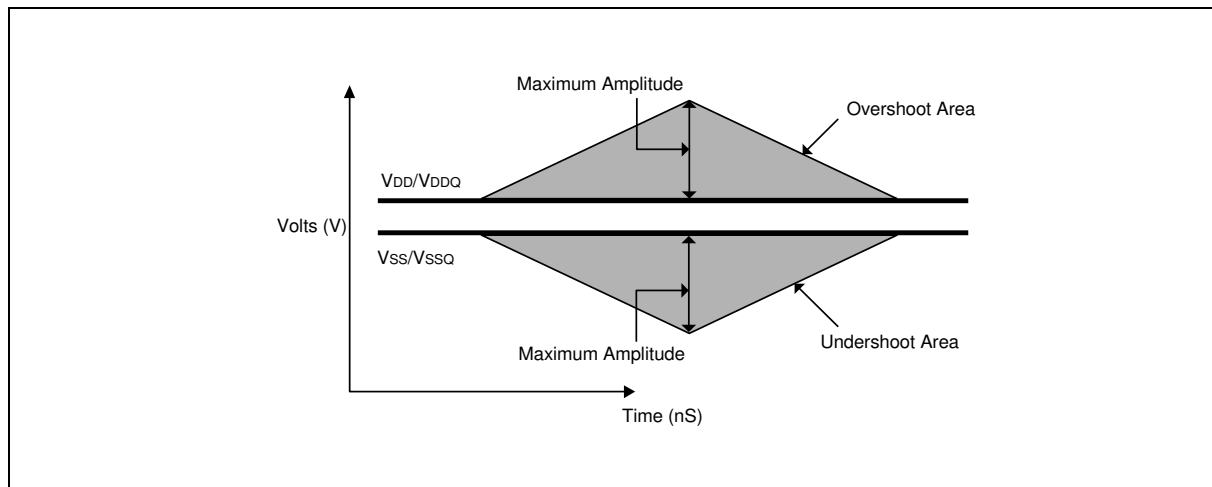 Maximum Amplitude
Overshoot Area
VDD/VDDQ
Volts (V)
VSS/VSSQ
Undershoot Area
Maximum Amplitude
Time (nS)